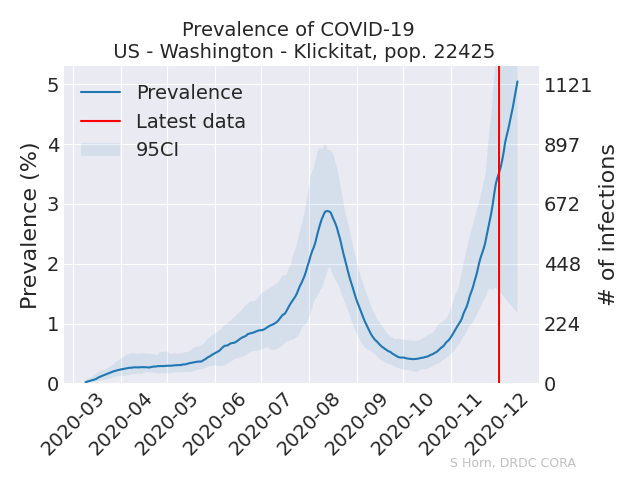 Prevalence of COVID-19
US - Washington - Klickitat, pop. 22425
Prevalence
Latest data
95CI
Prevalence (%)
5
4
3
2
1
0
1121
897
672
448
224
0
# of infections
2020-03
2020-04
2020-05
2020-06
2020-07
2020-08
2020-09
2020-10
2020-11
2020-12
S Horn, DRDC CORA